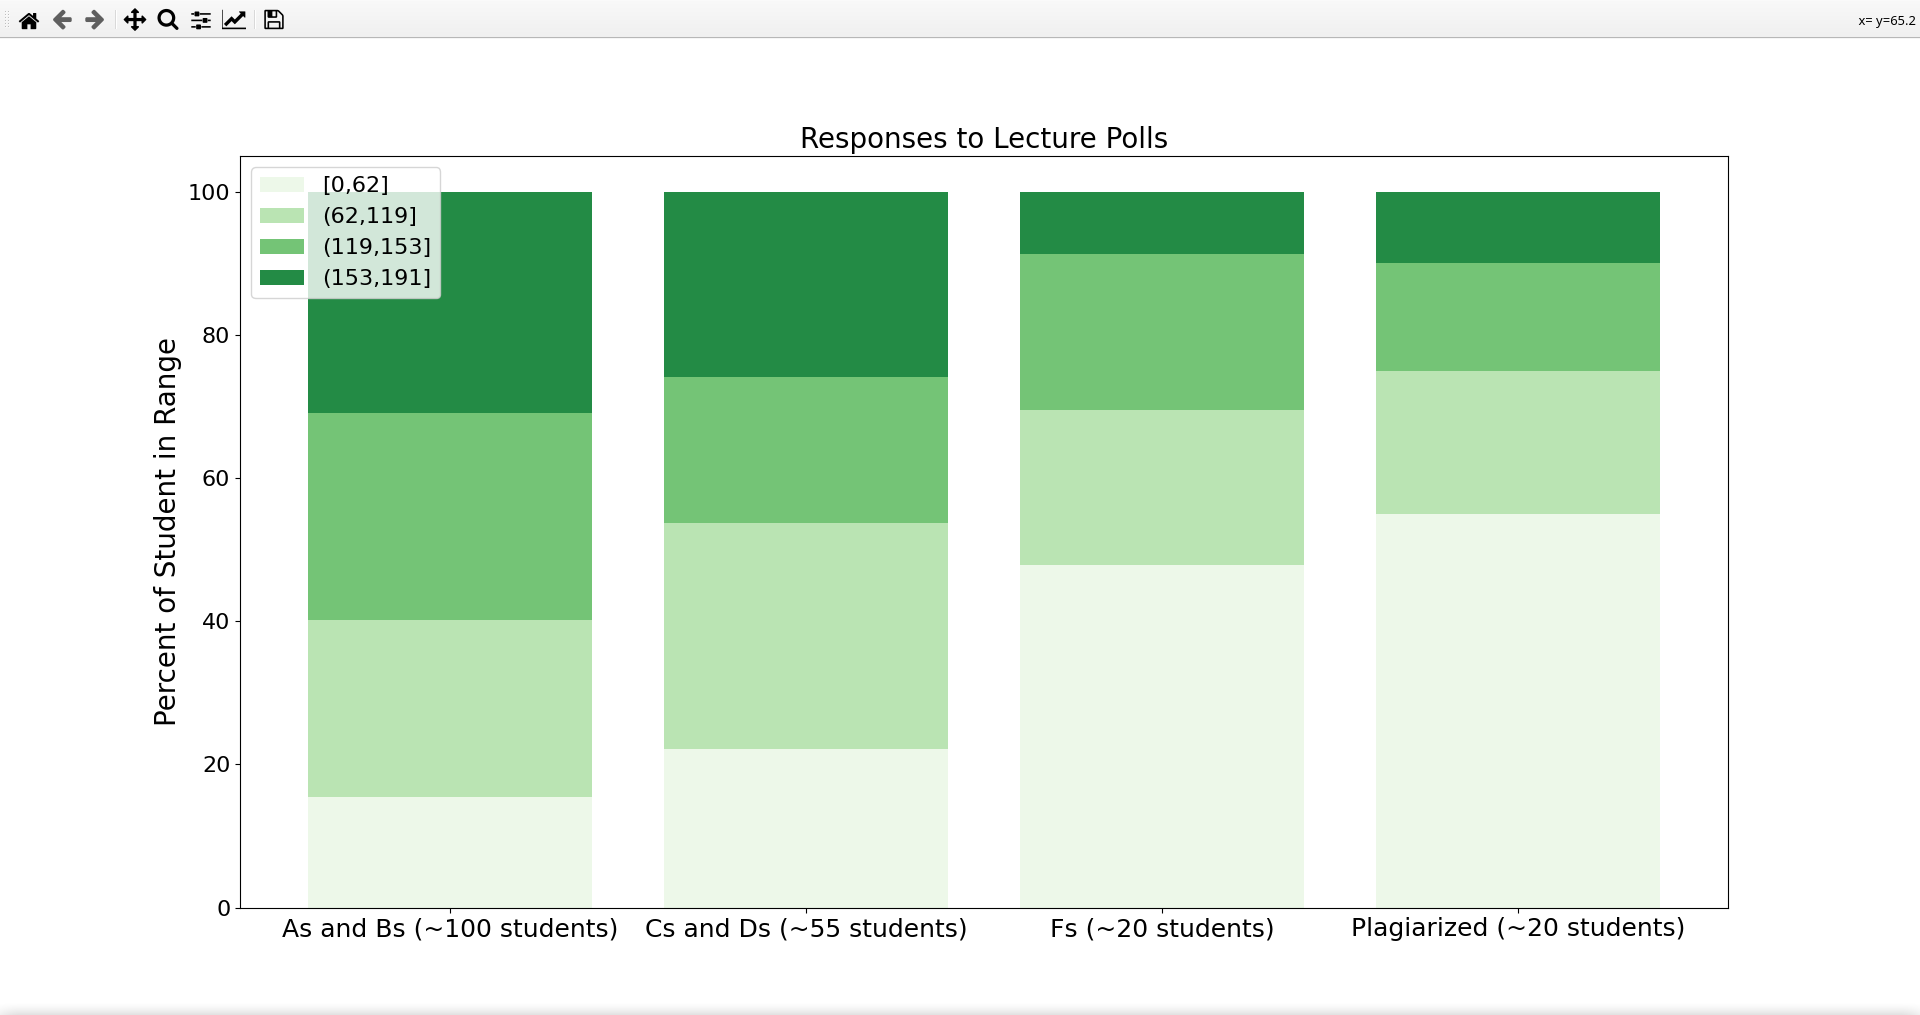 x= y=65.2
Responses to Lecture Polls
[0,62]
(62,119]
(119,153]
(153,191]
100
80
60
40
20
0
Percent of Student in Range
As and Bs (~100 students)
Cs and Ds (~55 students)
Fs (~20 students)
Plagiarized (~20 students)